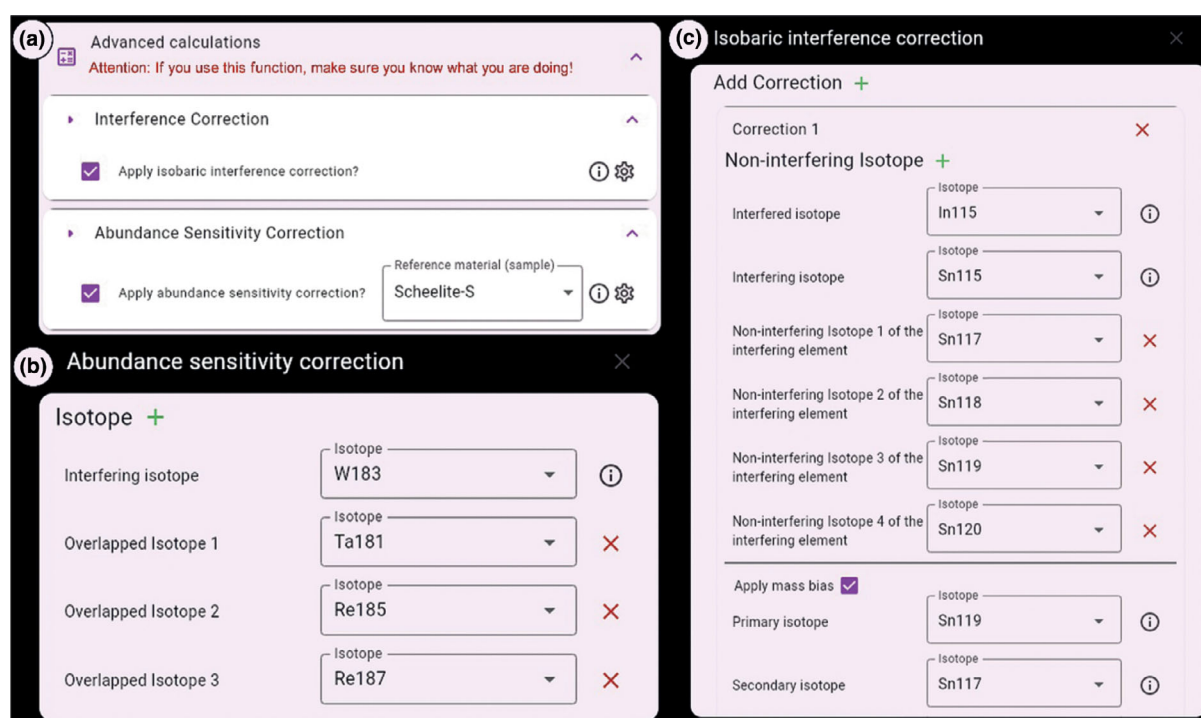 (a)
Advanced calculations
Attention: If you use this function, make sure you know what you are doing!
Interference Correction
Apply isobaric interference correction?
Abundance Sensitivity Correction
Reference material (sample)
Apply abundance sensitivity correction? Scheelite-S
(b) Abundance sensitivity correction
Isotope +
Isotope
Interfering isotope W183
Isotope
Overlapped Isotope 1 Ta181
Isotope
Overlapped Isotope 2 Re185
Isotope
Overlapped Isotope 3 Re187
(c) Isobaric interference correction
Add Correction +
Correction 1
Non-interfering Isotope +
Isotope
Interfered isotope In115
Isotope
Interfering isotope Sn115
Isotope
Non-interfering Isotope 1 of the
interfering element Sn117
Isotope
Non-interfering Isotope 2 of the
interfering element Sn118
Isotope
Non-interfering Isotope 3 of the
interfering element Sn119
Isotope
Non-interfering Isotope 4 of the
interfering element Sn120
Apply mass bias
Isotope
Primary isotope Sn119
Isotope
Secondary isotope Sn117